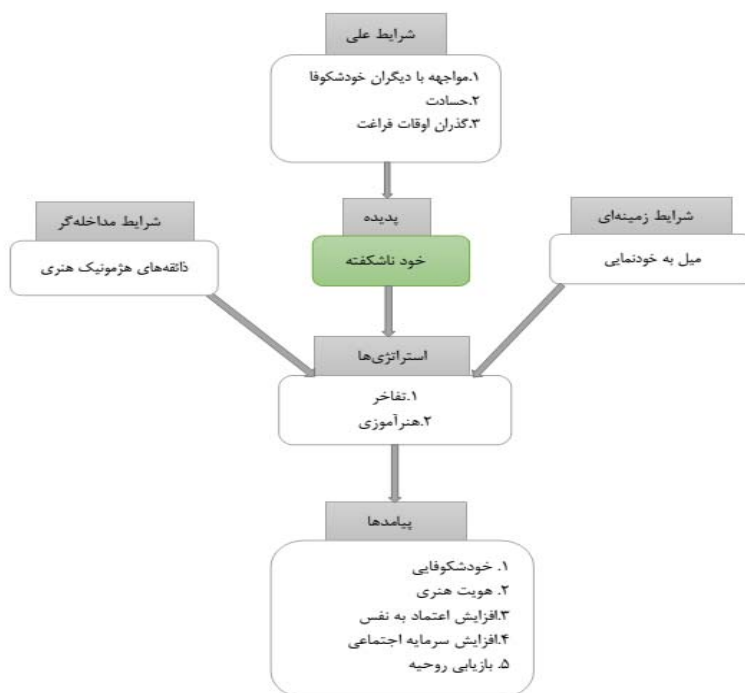 شرایط علی
۱.مواجهه با دیگران خودشکوفا
۲.حسادت
۳.گذران اوقات فراغت
شرایط زمینه‌ای
میل به خودنمایی
پدیده
خود ناشکفته
شرایط مداخله‌گر
ذائقه‌های هژمونیک هنری
استراتژی‌ها
۱.تفاخر
۲.هنرآموزی
پیامدها
۱. خودشکوفایی
۲. هویت هنری
۳.افزایش اعتماد به نفس
۴.افزایش سرمایه اجتماعی
۵. بازیابی روحیه